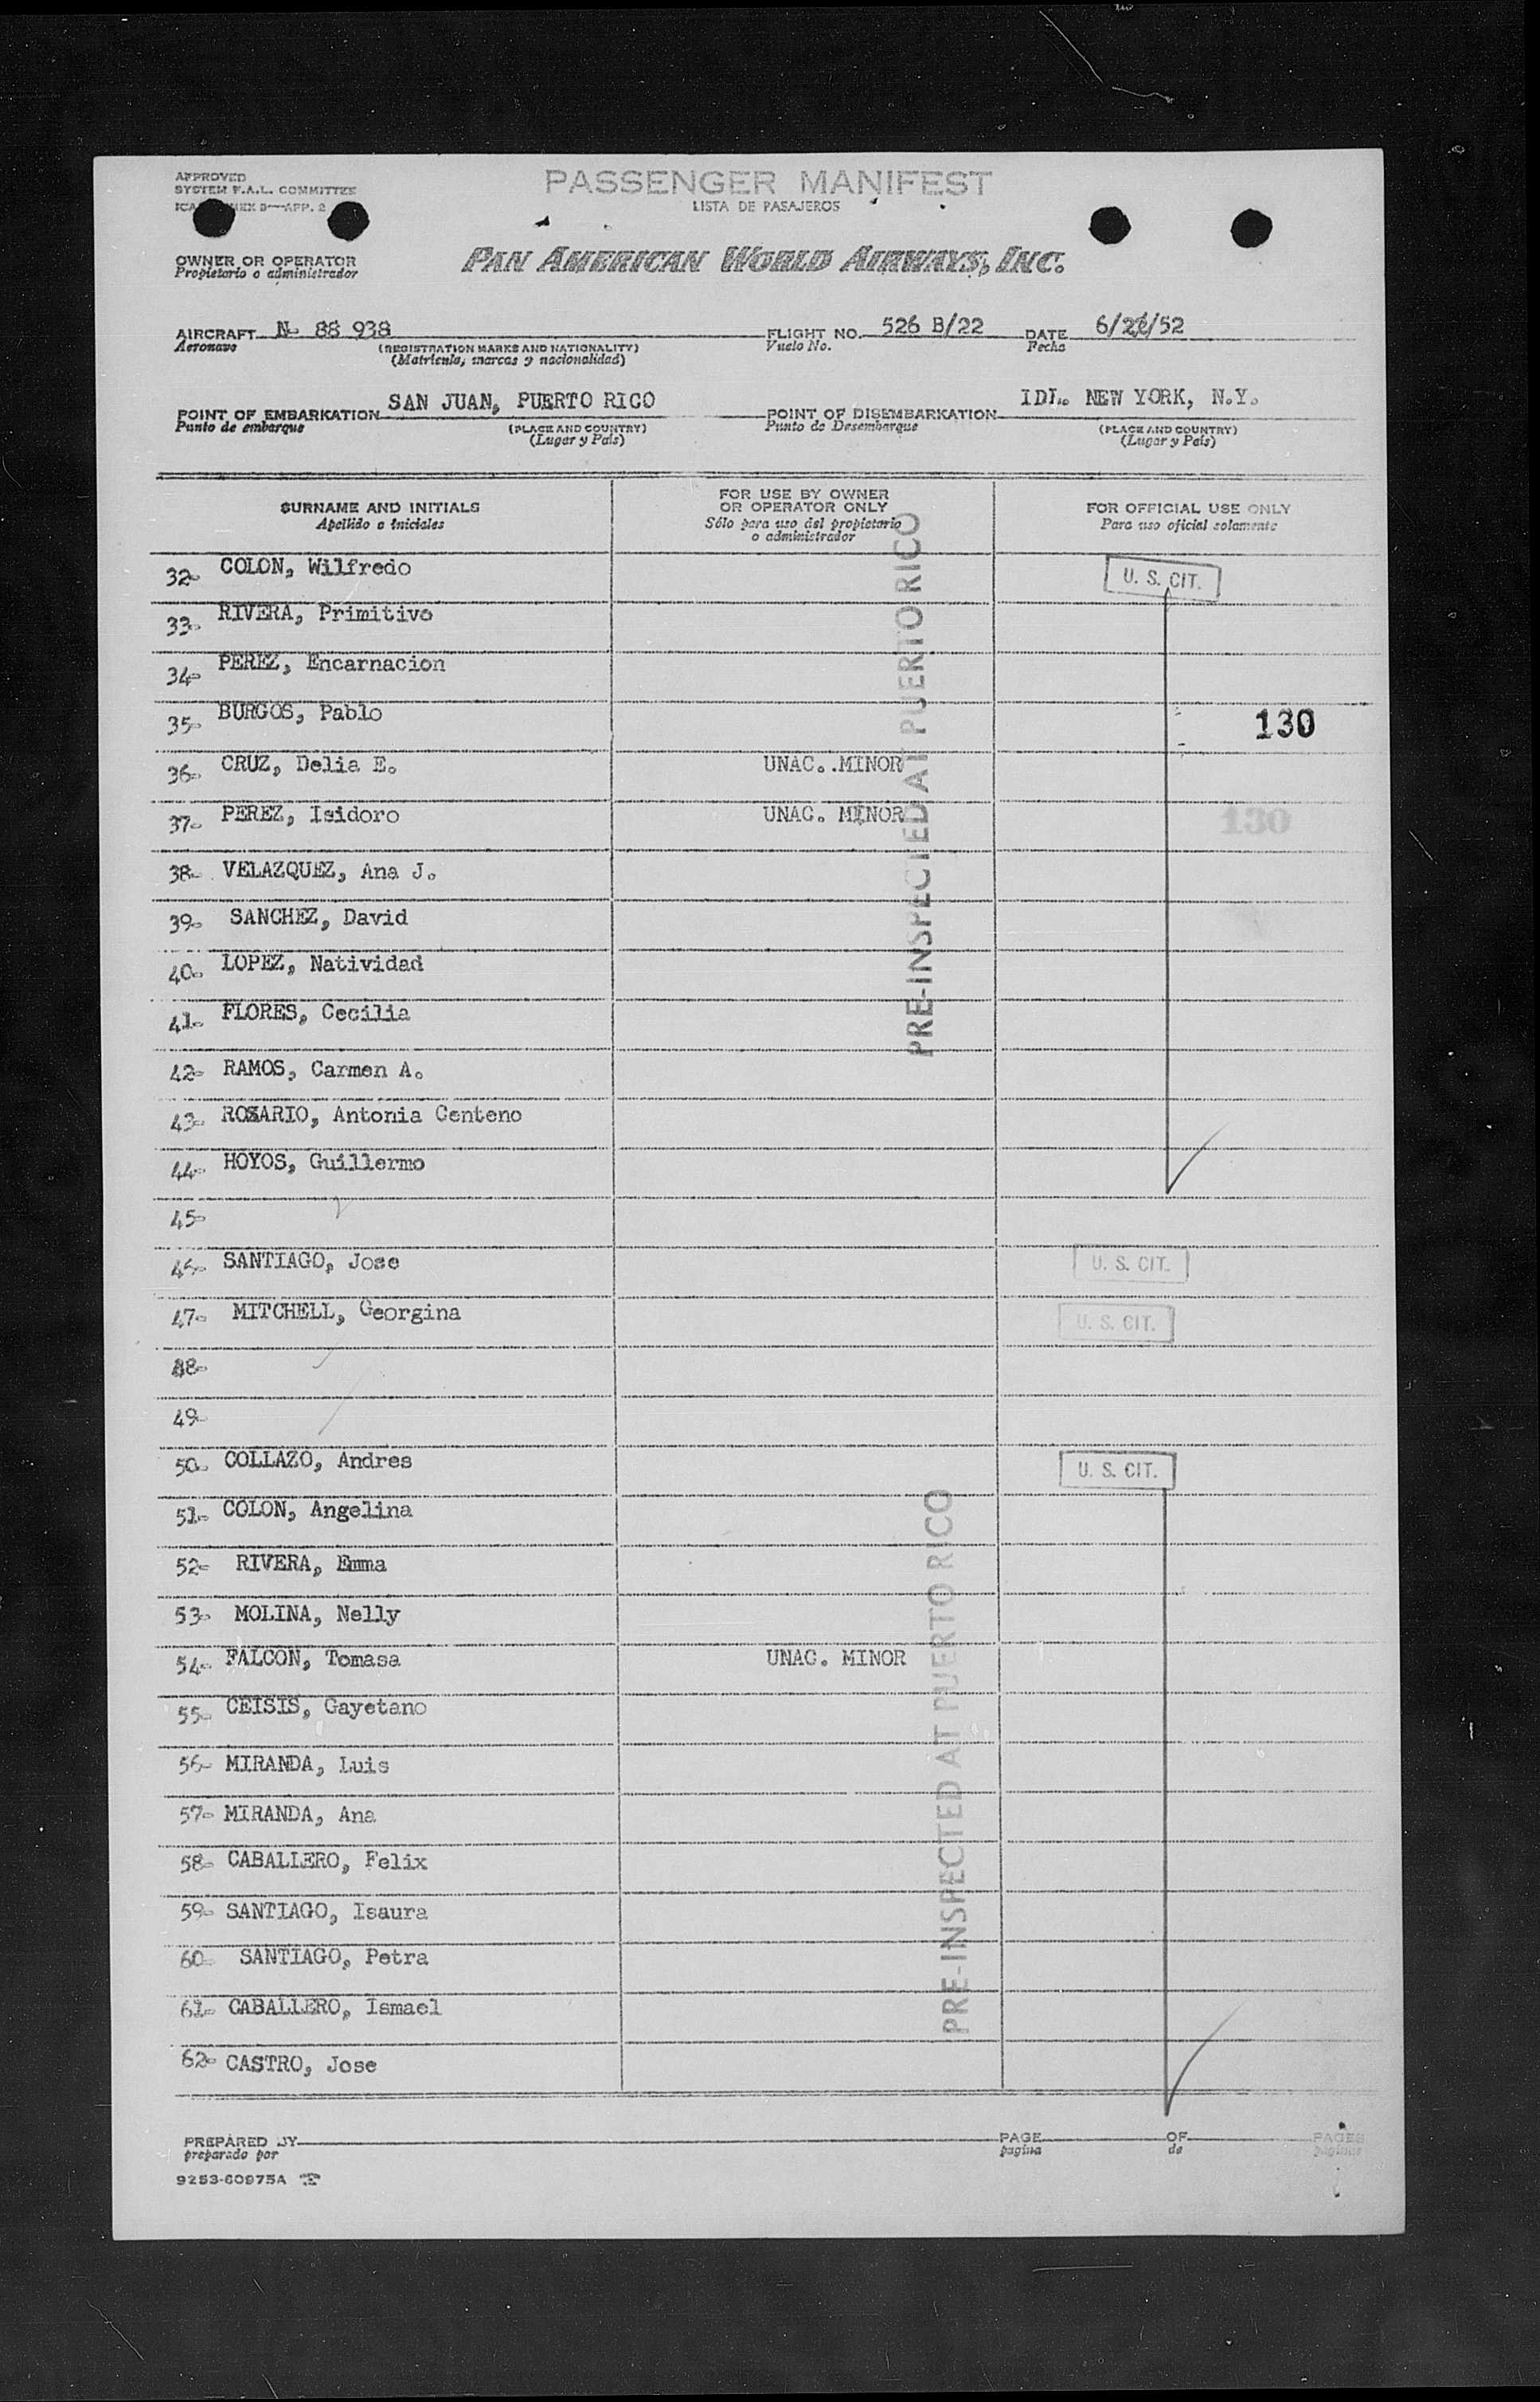 APPROVED
SYSTEM F.A.L. COMMITTEE
PASSENGER MANIFEST
LISTA DE PASAJEROS
OWNER OR OPERATOR
Propietario o administrador
PAN AMERICAN WORLD AIRWAYS, INC.
AIRCRAFT N- 88 938 FLIGHT NO. 526 B/22 DATE 6/22/52
Aeronave (REGISTRATION MARKS AND NATIONALITY) Vuelo No. Fecha
(Matricula, marcas y nacionalidad)
POINT OF EMBARKATION SAN JUAN, PUERTO RICO POINT OF DISEMBARKATION IDL. NEW YORK, N.Y.
Punto de embarque (PLACE AND COUNTRY) Punto de Desembarque (PLACE AND COUNTRY)
(Lugar y País) (Lugar y País)
SURNAME AND INITIALS
Apellido e iniciales
FOR USE BY OWNER
OR OPERATOR ONLY
Sólo para uso del propietario
o administrador
FOR OFFICIAL USE ONLY
Para uso oficial solamente
32- COLON, Wilfredo U. S. CIT.
33- RIVERA, Primitivo
34- PEREZ, Encarnacion
35- BURGOS, Pablo 130
36- CRUZ, Delia E. UNAC. MINOR
37- PEREZ, Isidoro UNAC. MINOR 130
38- VELAZQUEZ, Ana J.
39- SANCHEZ, David
40- LOPEZ, Natividad
41- FLORES, Cecilia
42- RAMOS, Carmen A.
43- ROSARIO, Antonia Centeno
44- HOYOS, Guillermo
PRE-INSPECTED AT PUERTO RICO
45-
46- SANTIAGO, Jose U. S. CIT.
47- MITCHELL, Georgina U. S. CIT.
48-
49-
50- COLLAZO, Andres U. S. CIT.
51- COLON, Angelina
52- RIVERA, Emma
53- MOLINA, Nelly
54- FALCON, Tomasa UNAC. MINOR
55- CEISIS, Gayetano
56- MIRANDA, Luis
57- MIRANDA, Ana
58- CABALLERO, Felix
59- SANTIAGO, Isaura
60- SANTIAGO, Petra
61- CABALLERO, Ismael
62- CASTRO, Jose
PRE-INSPECTED AT PUERTO RICO
PREPARED BY PAGE OF PAGES
preparado por pagina de paginas
9253-60975A